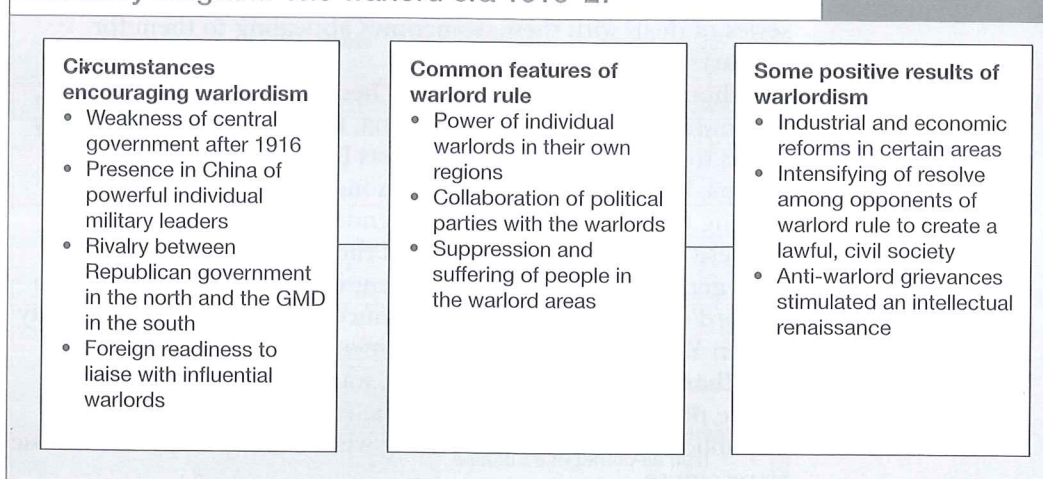 Circumstances
encouraging warlordism
• Weakness of central
government after 1916
• Presence in China of
powerful individual
military leaders
• Rivalry between
Republican government
in the north and the GMD
in the south
• Foreign readiness to
liaise with influential
warlords
Common features of
warlord rule
• Power of individual
warlords in their own
regions
• Collaboration of political
parties with the warlords
• Suppression and
suffering of people in
the warlord areas
Some positive results of
warlordism
• Industrial and economic
reforms in certain areas
• Intensifying of resolve
among opponents of
warlord rule to create a
lawful, civil society
• Anti-warlord grievances
stimulated an intellectual
renaissance